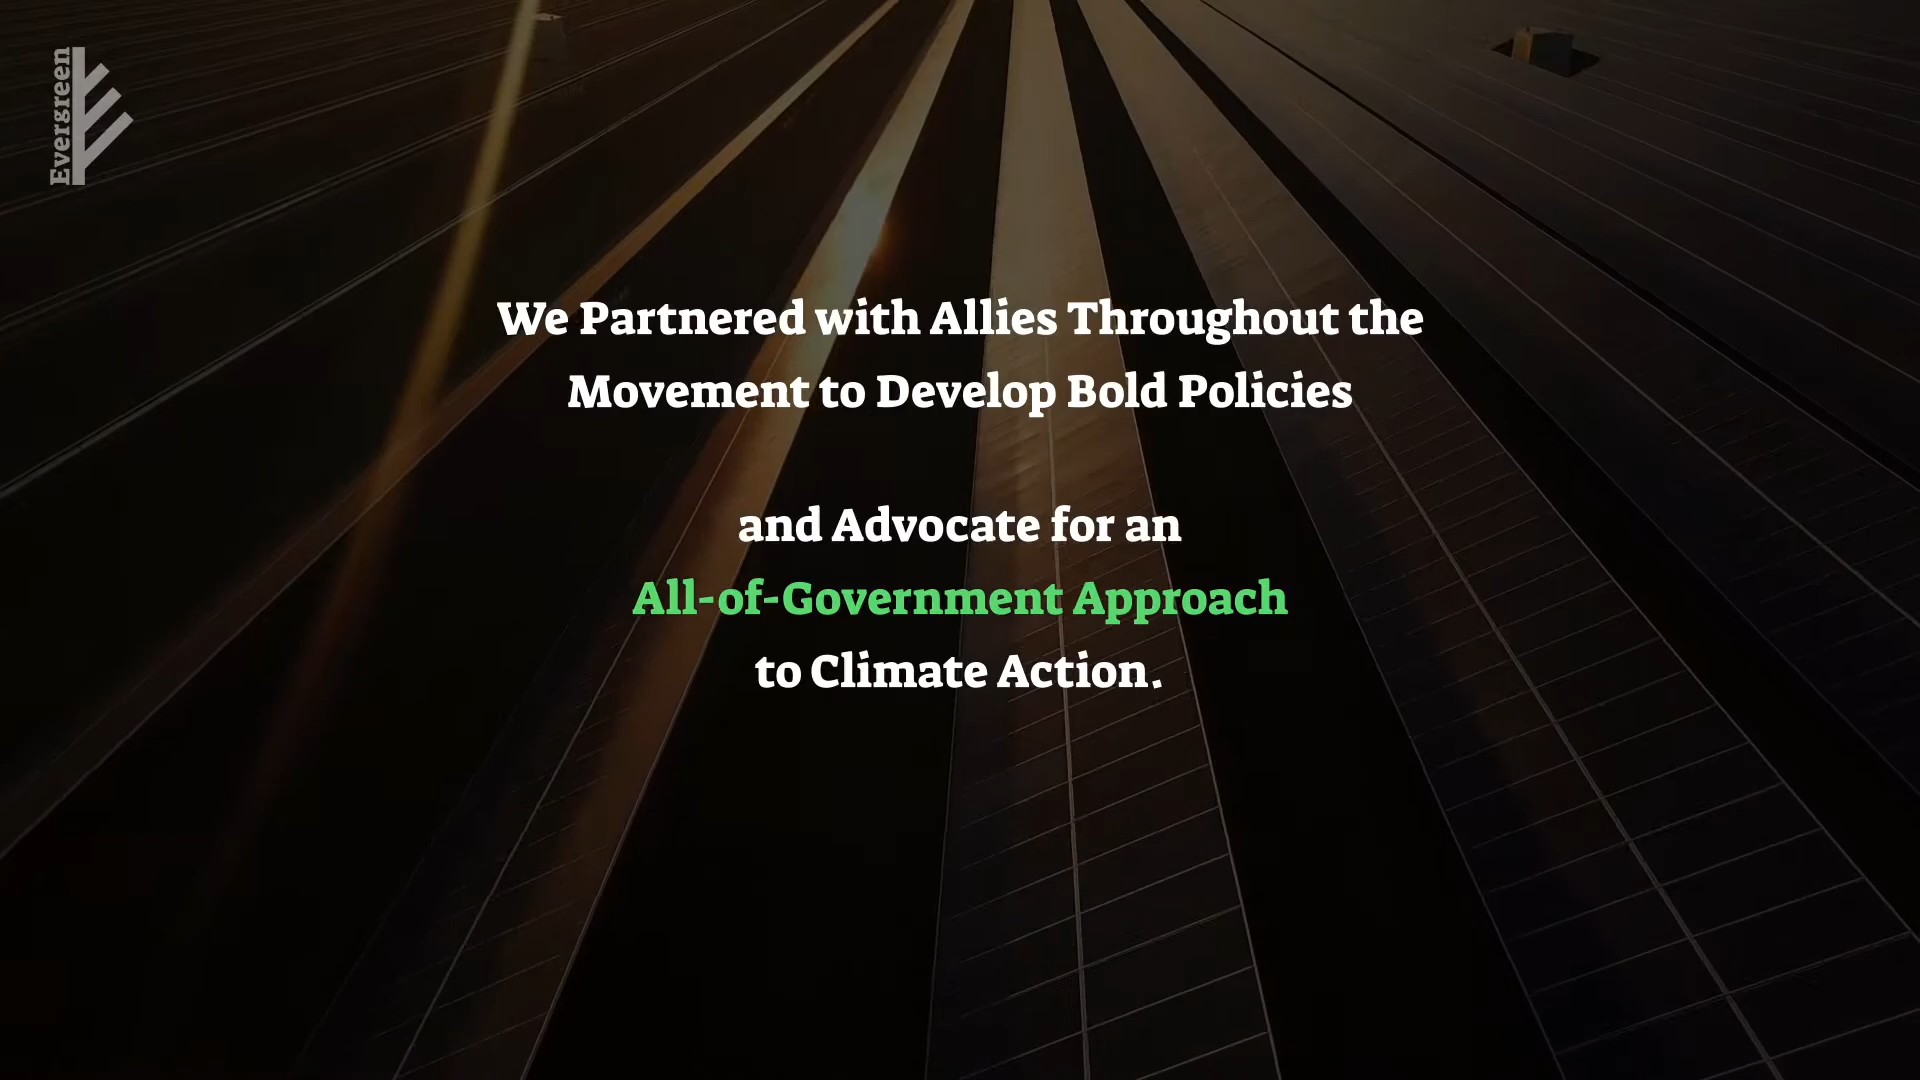 Evergreen
We Partnered with Allies Throughout the
Movement to Develop Bold Policies
and Advocate for an
All-of-Government Approach
to Climate Action.